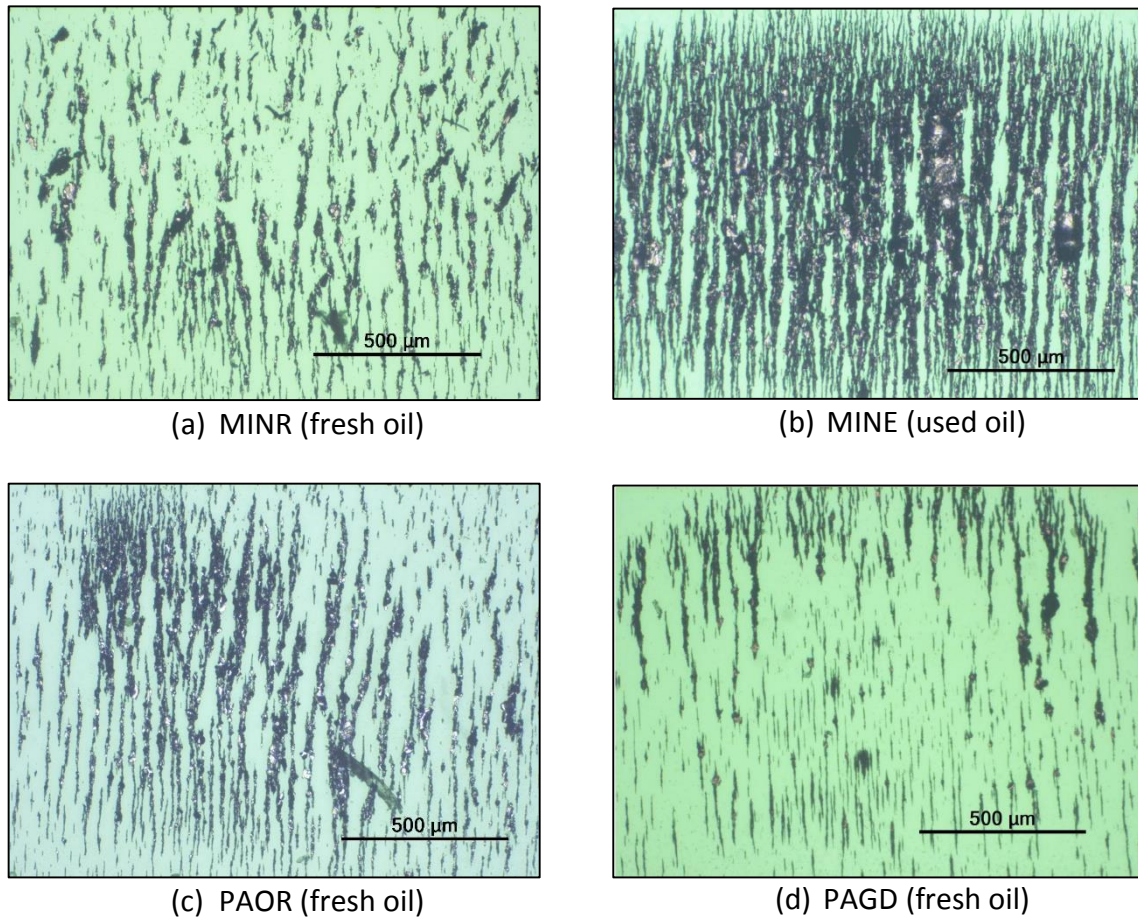 500 µm
(a) MINR (fresh oil)
500 µm
(b) MINE (used oil)
500 µm
(c) PAOR (fresh oil)
500 µm
(d) PAGD (fresh oil)